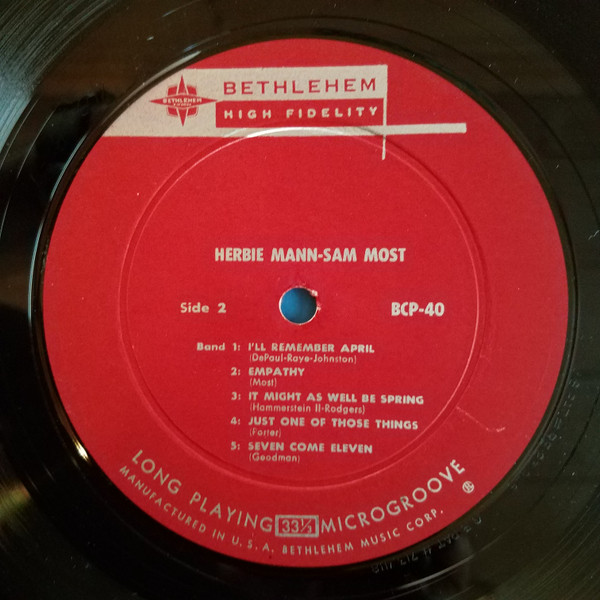 BETHLEHEM
BETHLEHEM
HIGH FIDELITY
HERBIE MANN-SAM MOST
Side 2
BCP-40
Band 1: I'LL REMEMBER APRIL
(DePaul-Raye-Johnston)
2: EMPATHY
(Most)
3: IT MIGHT AS WELL BE SPRING
(Hammerstein II-Rodgers)
4: JUST ONE OF THOSE THINGS
(Porter)
5: SEVEN COME ELEVEN
(Goodman)
LONG PLAYING 33⅓ MICROGROOVE
MANUFACTURED IN U. S. A. BETHLEHEM MUSIC CORP.